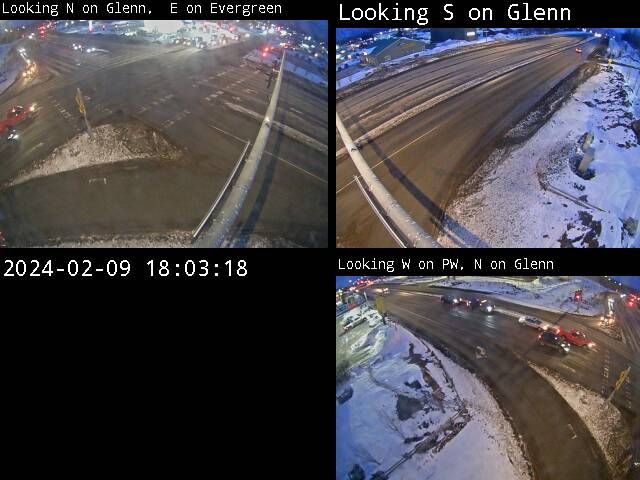 Looking N on Glenn,  E on Evergreen
Looking S on Glenn
2024-02-09 18:03:18
Looking W on PW, N on Glenn